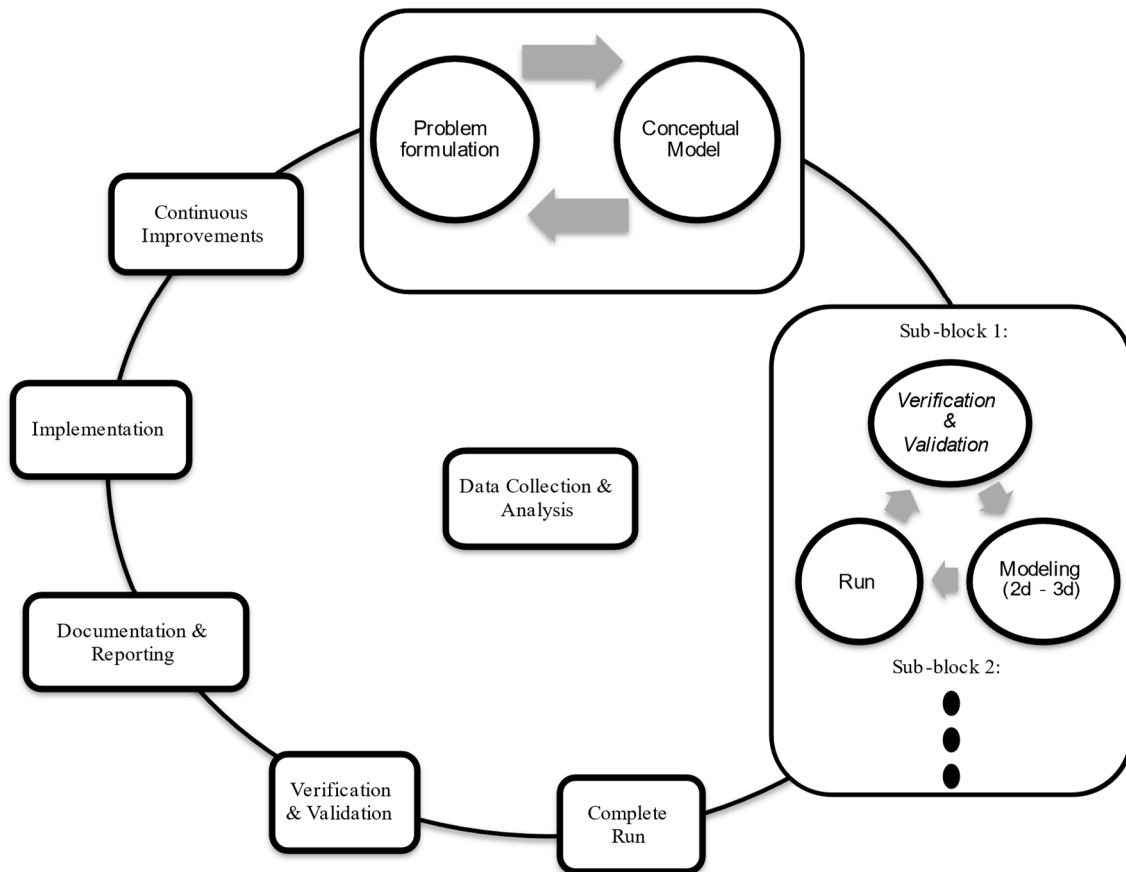 Problem
formulation
Conceptual
Model
Continuous
Improvements
Sub-block 1:
Verification
&
Validation
Implementation
Data Collection &
Analysis
Run
Modeling
(2d - 3d)
Documentation &
Reporting
Sub-block 2:
Verification
& Validation
Complete
Run